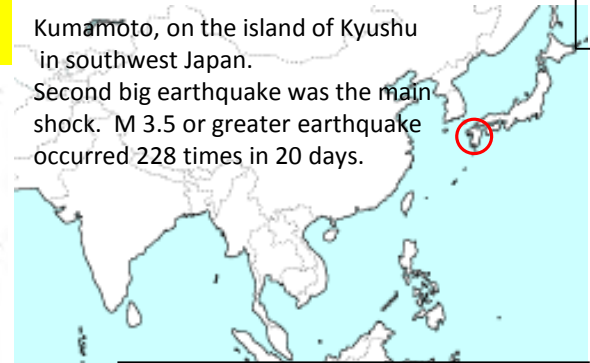 Kumamoto, on the island of Kyushu
in southwest Japan.
Second big earthquake was the main
shock.  M 3.5 or greater earthquake
occurred 228 times in 20 days.